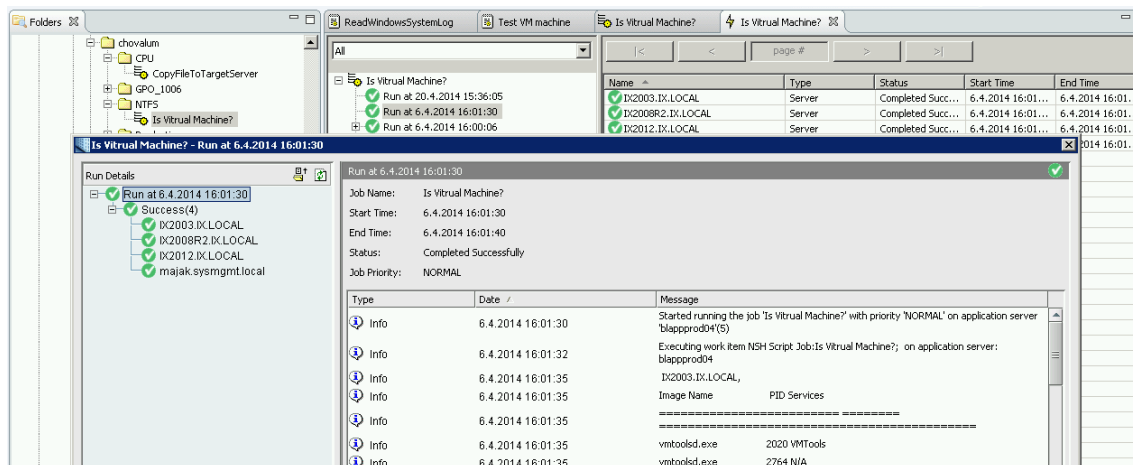 Folders
ReadWindowsSystemLog
Test VM machine
Is Vitrual Machine?
Is Vitrual Machine?
chovalum
CPU
CopyFileToTargetServer
GPO_1006
NTFS
Is Vitrual Machine?
All
Is Vitrual Machine?
Run at 20.4.2014 15:36:05
Run at 6.4.2014 16:01:30
Run at 6.4.2014 16:00:06
|< < page # > >|
Name Type Status Start Time End Time
IX2003.IX.LOCAL Server Completed Succ... 6.4.2014 16:01... 6.4.2014 16:01.
IX2008R2.IX.LOCAL Server Completed Succ... 6.4.2014 16:01... 6.4.2014 16:01.
IX2012.IX.LOCAL Server Completed Succ... 6.4.2014 16:01... 6.4.2014 16:01.
2014 16:01.
Is Vitrual Machine? - Run at 6.4.2014 16:01:30
Run Details
Run at 6.4.2014 16:01:30
Success(4)
IX2003.IX.LOCAL
IX2008R2.IX.LOCAL
IX2012.IX.LOCAL
majak.sysmgmt.local
Run at 6.4.2014 16:01:30
Job Name: Is Vitrual Machine?
Start Time: 6.4.2014 16:01:30
End Time: 6.4.2014 16:01:40
Status: Completed Successfully
Job Priority: NORMAL
Type Date / Message
Info 6.4.2014 16:01:30 Started running the job 'Is Vitrual Machine?' with priority 'NORMAL' on application server
'blappprod04'(5)
Info 6.4.2014 16:01:32 Executing work item NSH Script Job:Is Vitrual Machine?; on application server:
blappprod04
Info 6.4.2014 16:01:35 IX2003.IX.LOCAL,
Info 6.4.2014 16:01:35 Image Name PID Services
Info 6.4.2014 16:01:35 ========================= ========
============================================
Info 6.4.2014 16:01:35 vmtoolsd.exe 2020 VMTools
Info 6.4.2014 16:01:35 vmtoolsd.exe 2764 N/A